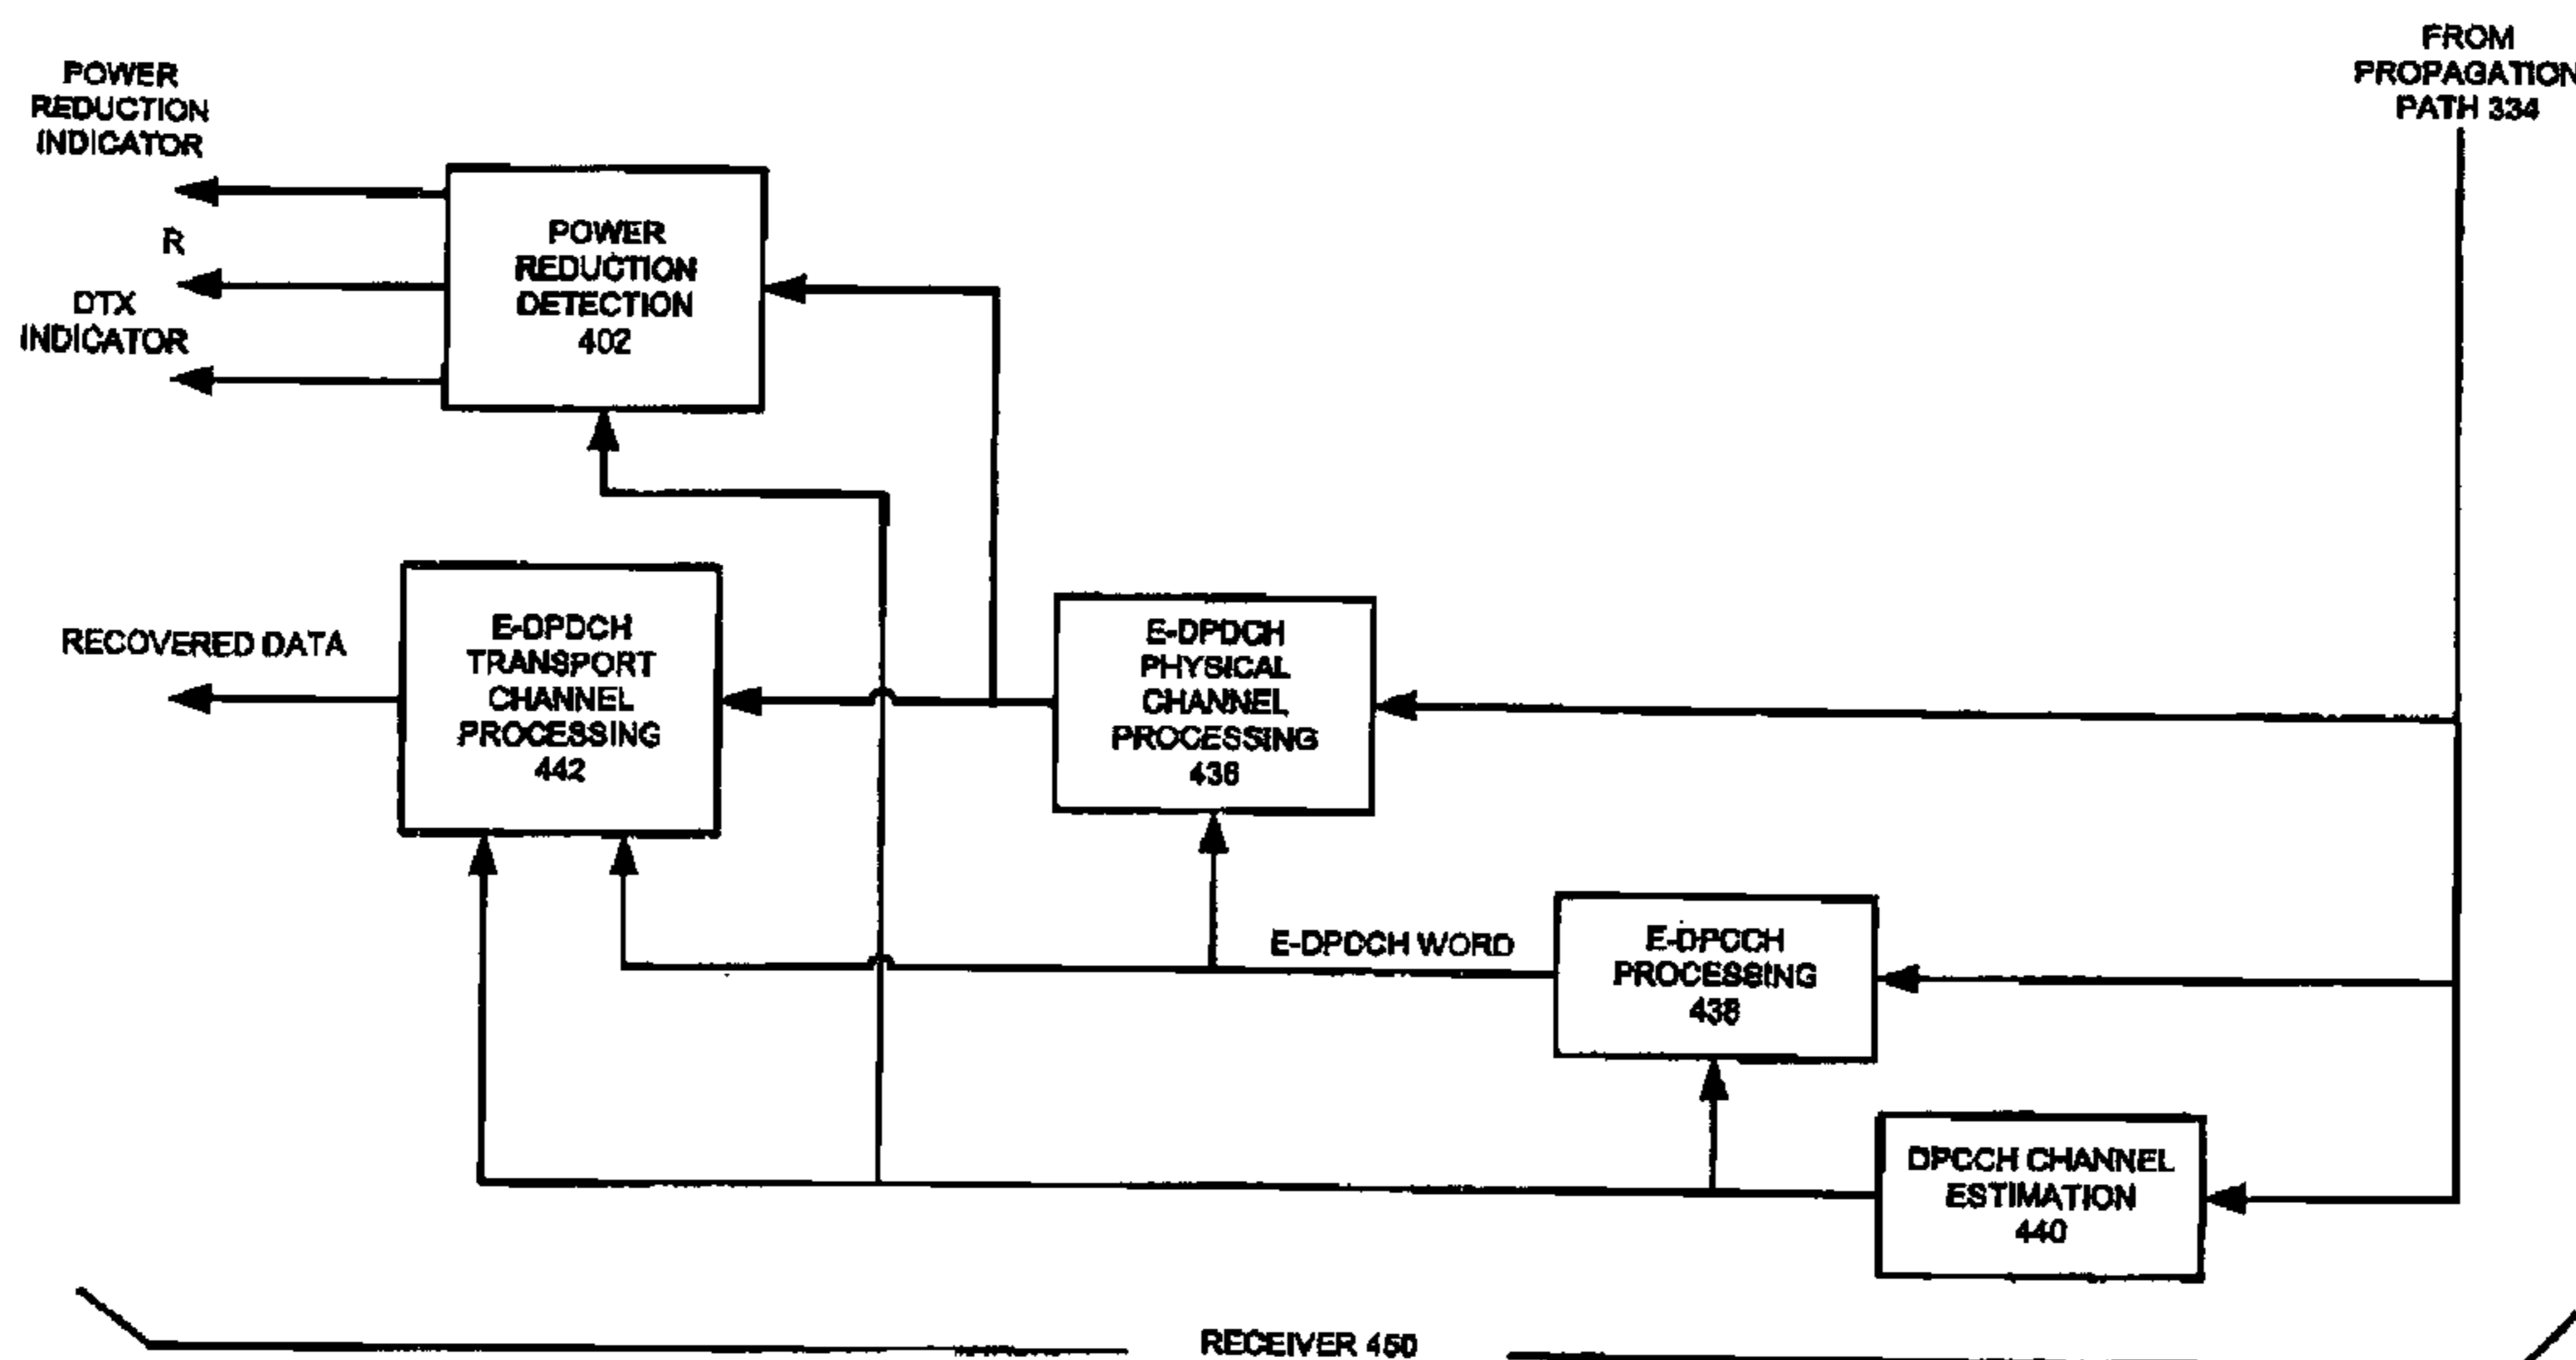 FROM
PROPAGATION
PATH 334
POWER
REDUCTION
INDICATOR
R
DTX
INDICATOR
POWER
REDUCTION
DETECTION
402
RECOVERED DATA
E-DPDCH
TRANSPORT
CHANNEL
PROCESSING
442
E-DPDCH
PHYSICAL
CHANNEL
PROCESSING
436
E-DPCCH WORD
E-DPCCH
PROCESSING
438
DPCCH CHANNEL
ESTIMATION
440
RECEIVER 450